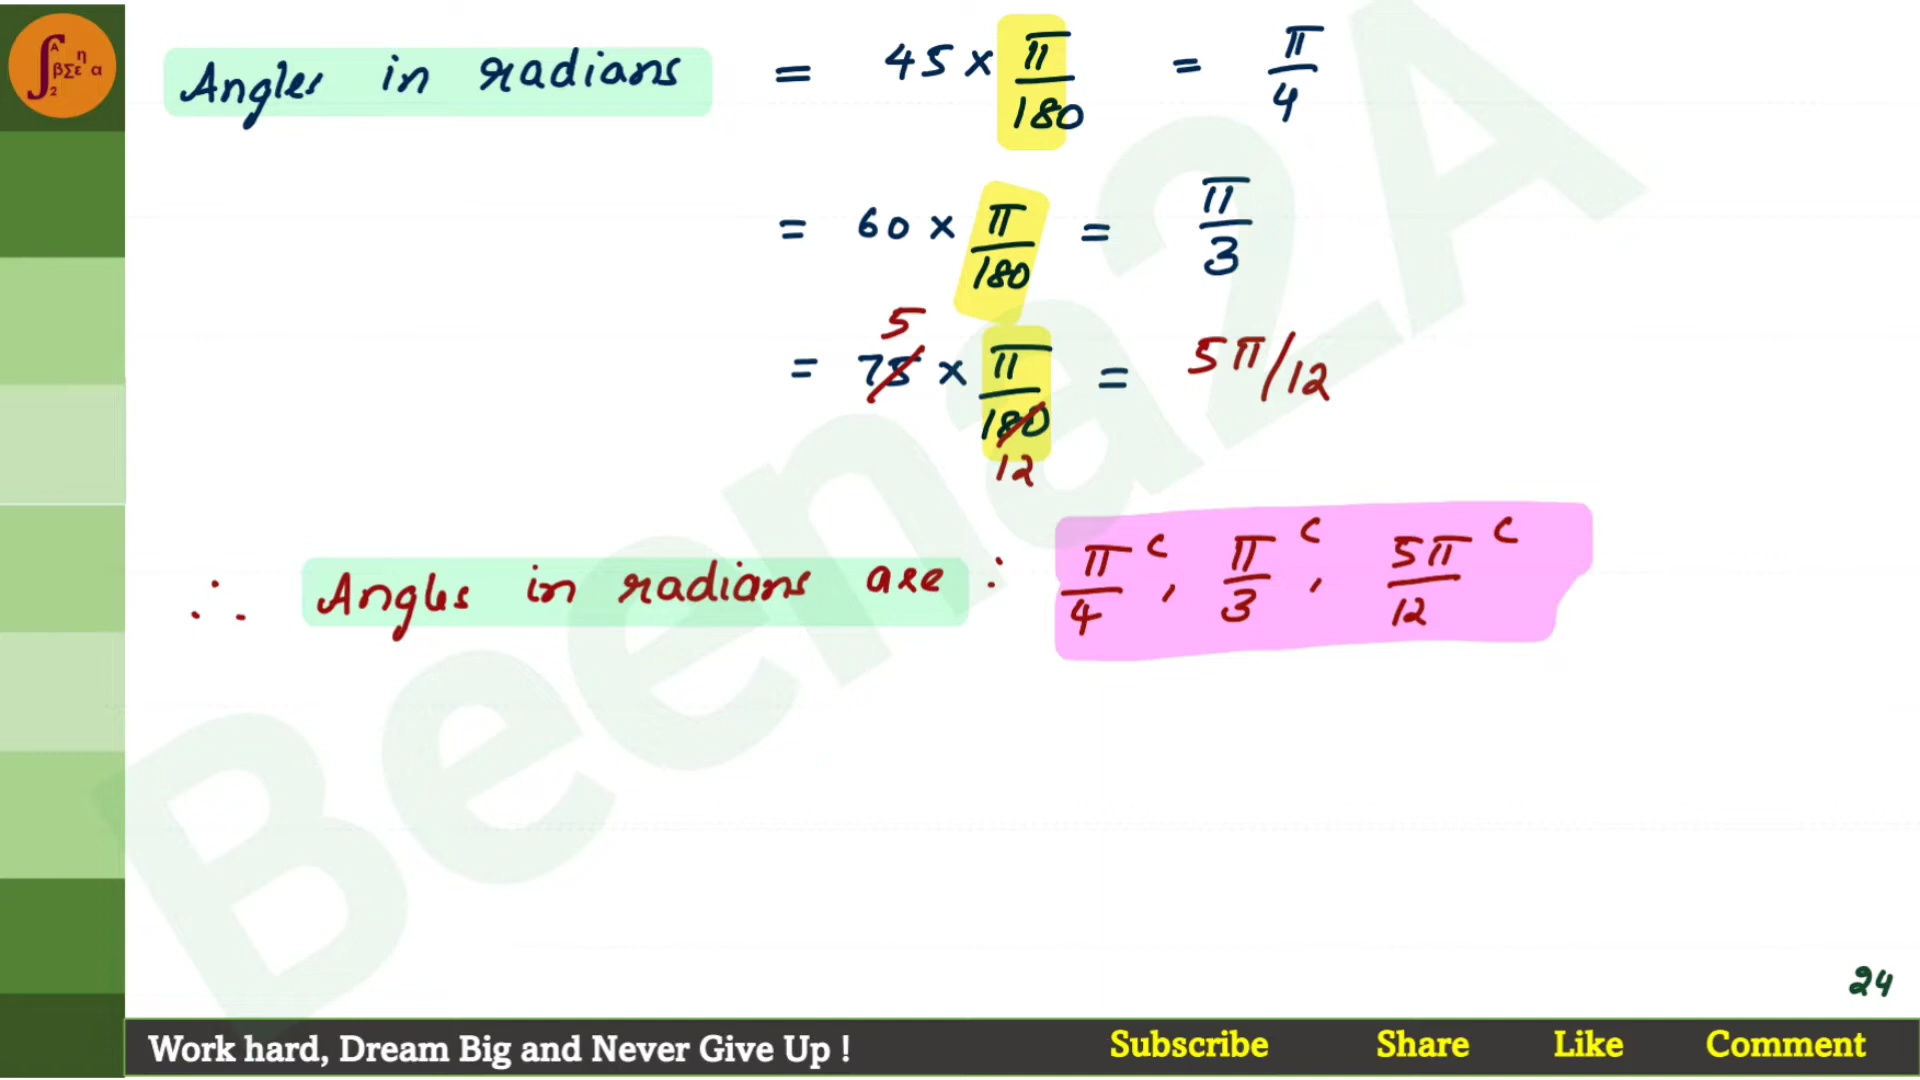 Angles in radians = 45 × π/180 = π/4
= 60 × π/180 = π/3
5
= 75 × π/180 = 5π/12
12
∴ Angles in radians are : π/4 ᶜ, π/3 ᶜ, 5π/12 ᶜ
Beena2A
24
Work hard, Dream Big and Never Give Up ! Subscribe Share Like Comment